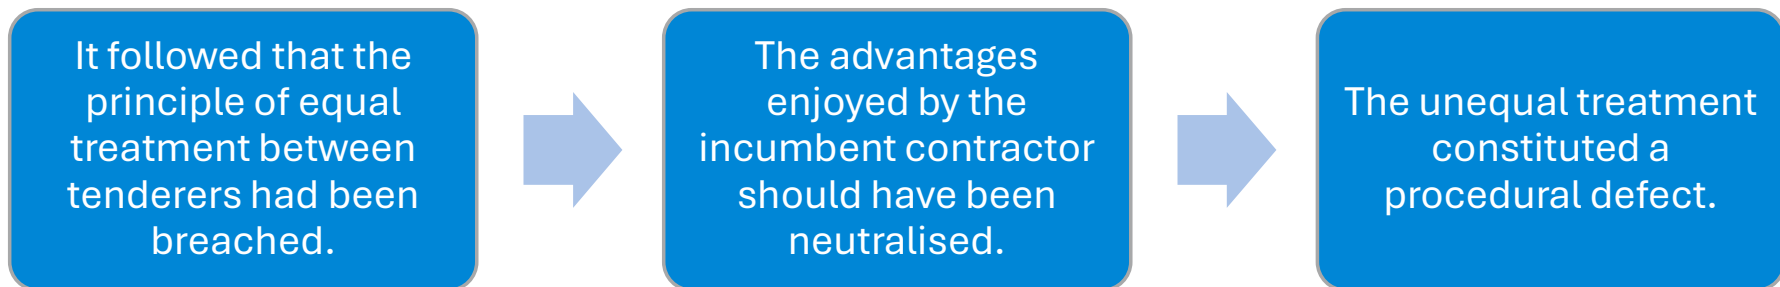 It followed that the
principle of equal
treatment between
tenderers had been
breached.
The advantages
enjoyed by the
incumbent contractor
should have been
neutralised.
The unequal treatment
constituted a
procedural defect.